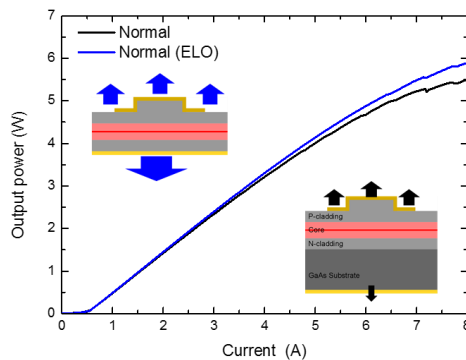 Normal
Normal (ELO)
Output power (W)
7
6
5
4
3
2
1
0
P-cladding
Core
N-cladding
GaAs Substrate
0 1 2 3 4 5 6 7 8
Current (A)